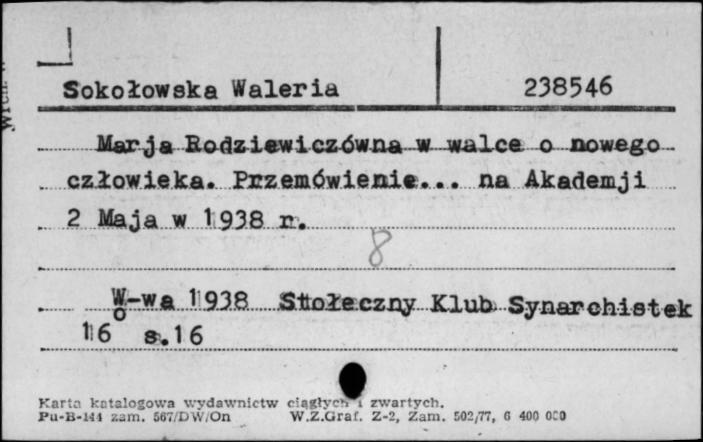 Sokołowska Waleria 238546
Marja Rodziewiczówna w walce o nowego
człowieka. Przemówienie... na Akademji
2 Maja w 1938 r.
8
W-wa 1938 Stołeczny Klub Synarchistek
16° s.16
Karta katalogowa wydawnictw ciągłych i zwartych.
Pu-B-144 zam. 567/DW/On W.Z.Graf. Z-2, Zam. 502/77, 6 400 000